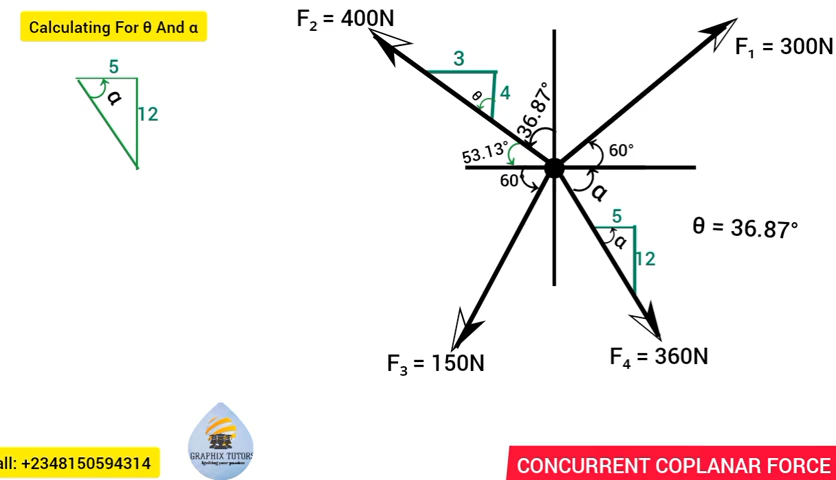 Calculating For θ And α
5
α
12
F₂ = 400N
3
θ
4
36.87°
53.13°
60°
F₁ = 300N
60°
α
5
α
12
θ = 36.87°
F₃ = 150N
F₄ = 360N
GRAPHIX TUTORS
all: +2348150594314
CONCURRENT COPLANAR FORCE